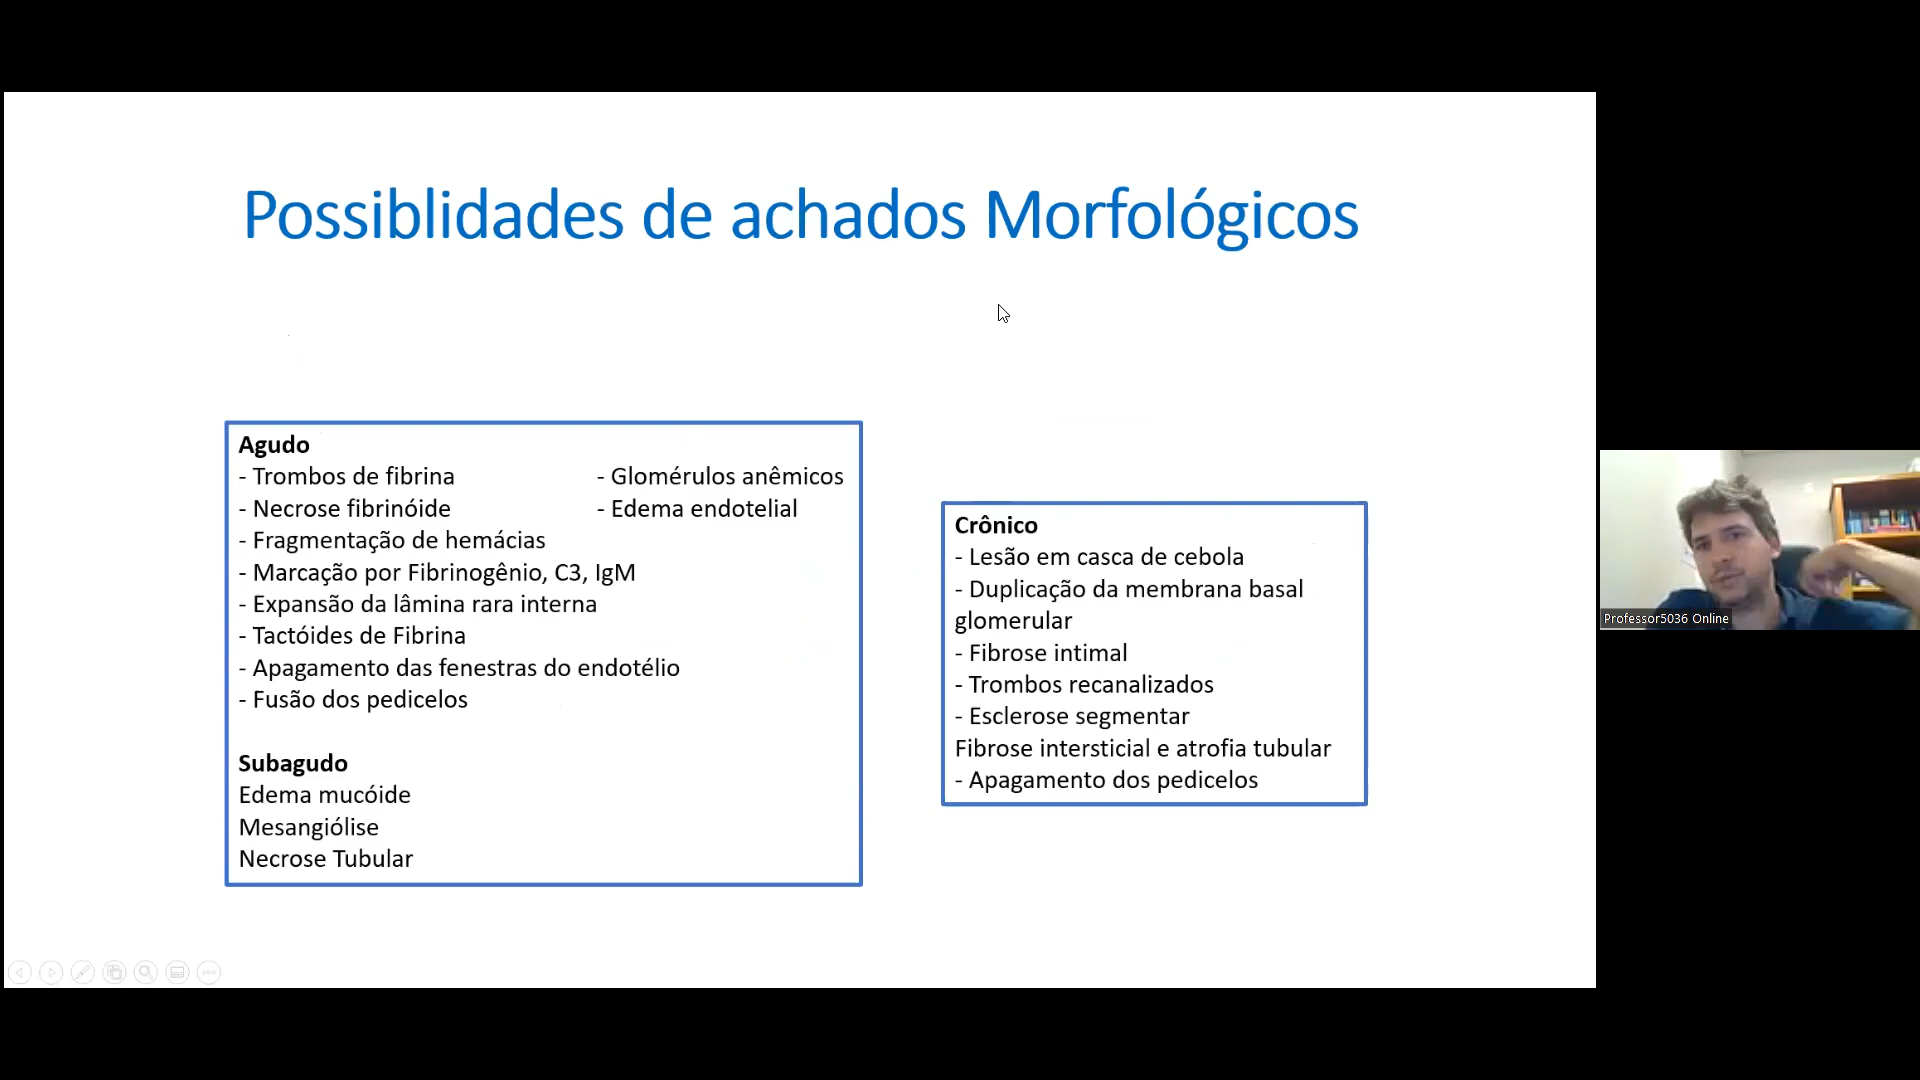 Possiblidades de achados Morfológicos
Agudo
- Trombos de fibrina - Glomérulos anêmicos
- Necrose fibrinóide - Edema endotelial
- Fragmentação de hemácias
- Marcação por Fibrinogênio, C3, IgM
- Expansão da lâmina rara interna
- Tactóides de Fibrina
- Apagamento das fenestras do endotélio
- Fusão dos pedicelos
Subagudo
Edema mucóide
Mesangiólise
Necrose Tubular
Crônico
- Lesão em casca de cebola
- Duplicação da membrana basal
glomerular
- Fibrose intimal
- Trombos recanalizados
- Esclerose segmentar
Fibrose intersticial e atrofia tubular
- Apagamento dos pedicelos
Professor5036 Online